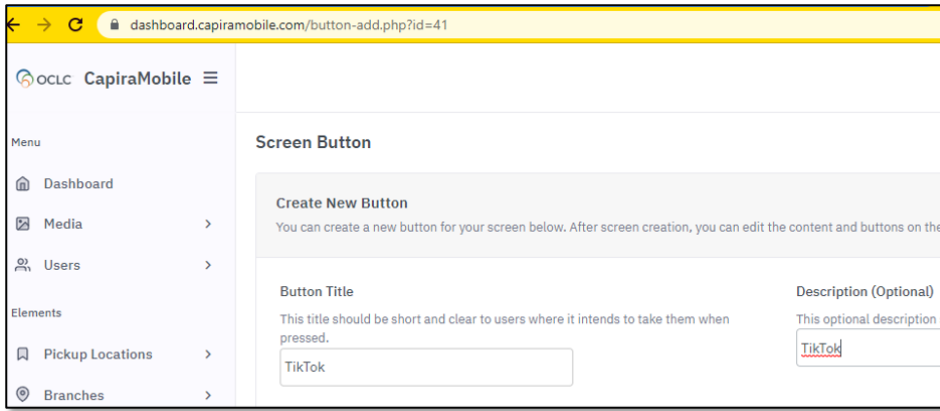 dashboard.capiramobile.com/button-add.php?id=41
OCLC CapiraMobile
Menu
Screen Button
Dashboard
Create New Button
Media
You can create a new button for your screen below. After screen creation, you can edit the content and buttons on the
Users
Button Title
Description (Optional)
Elements
This title should be short and clear to users where it intends to take them when
pressed.
This optional description
Pickup Locations
TikTok
TikTok
Branches